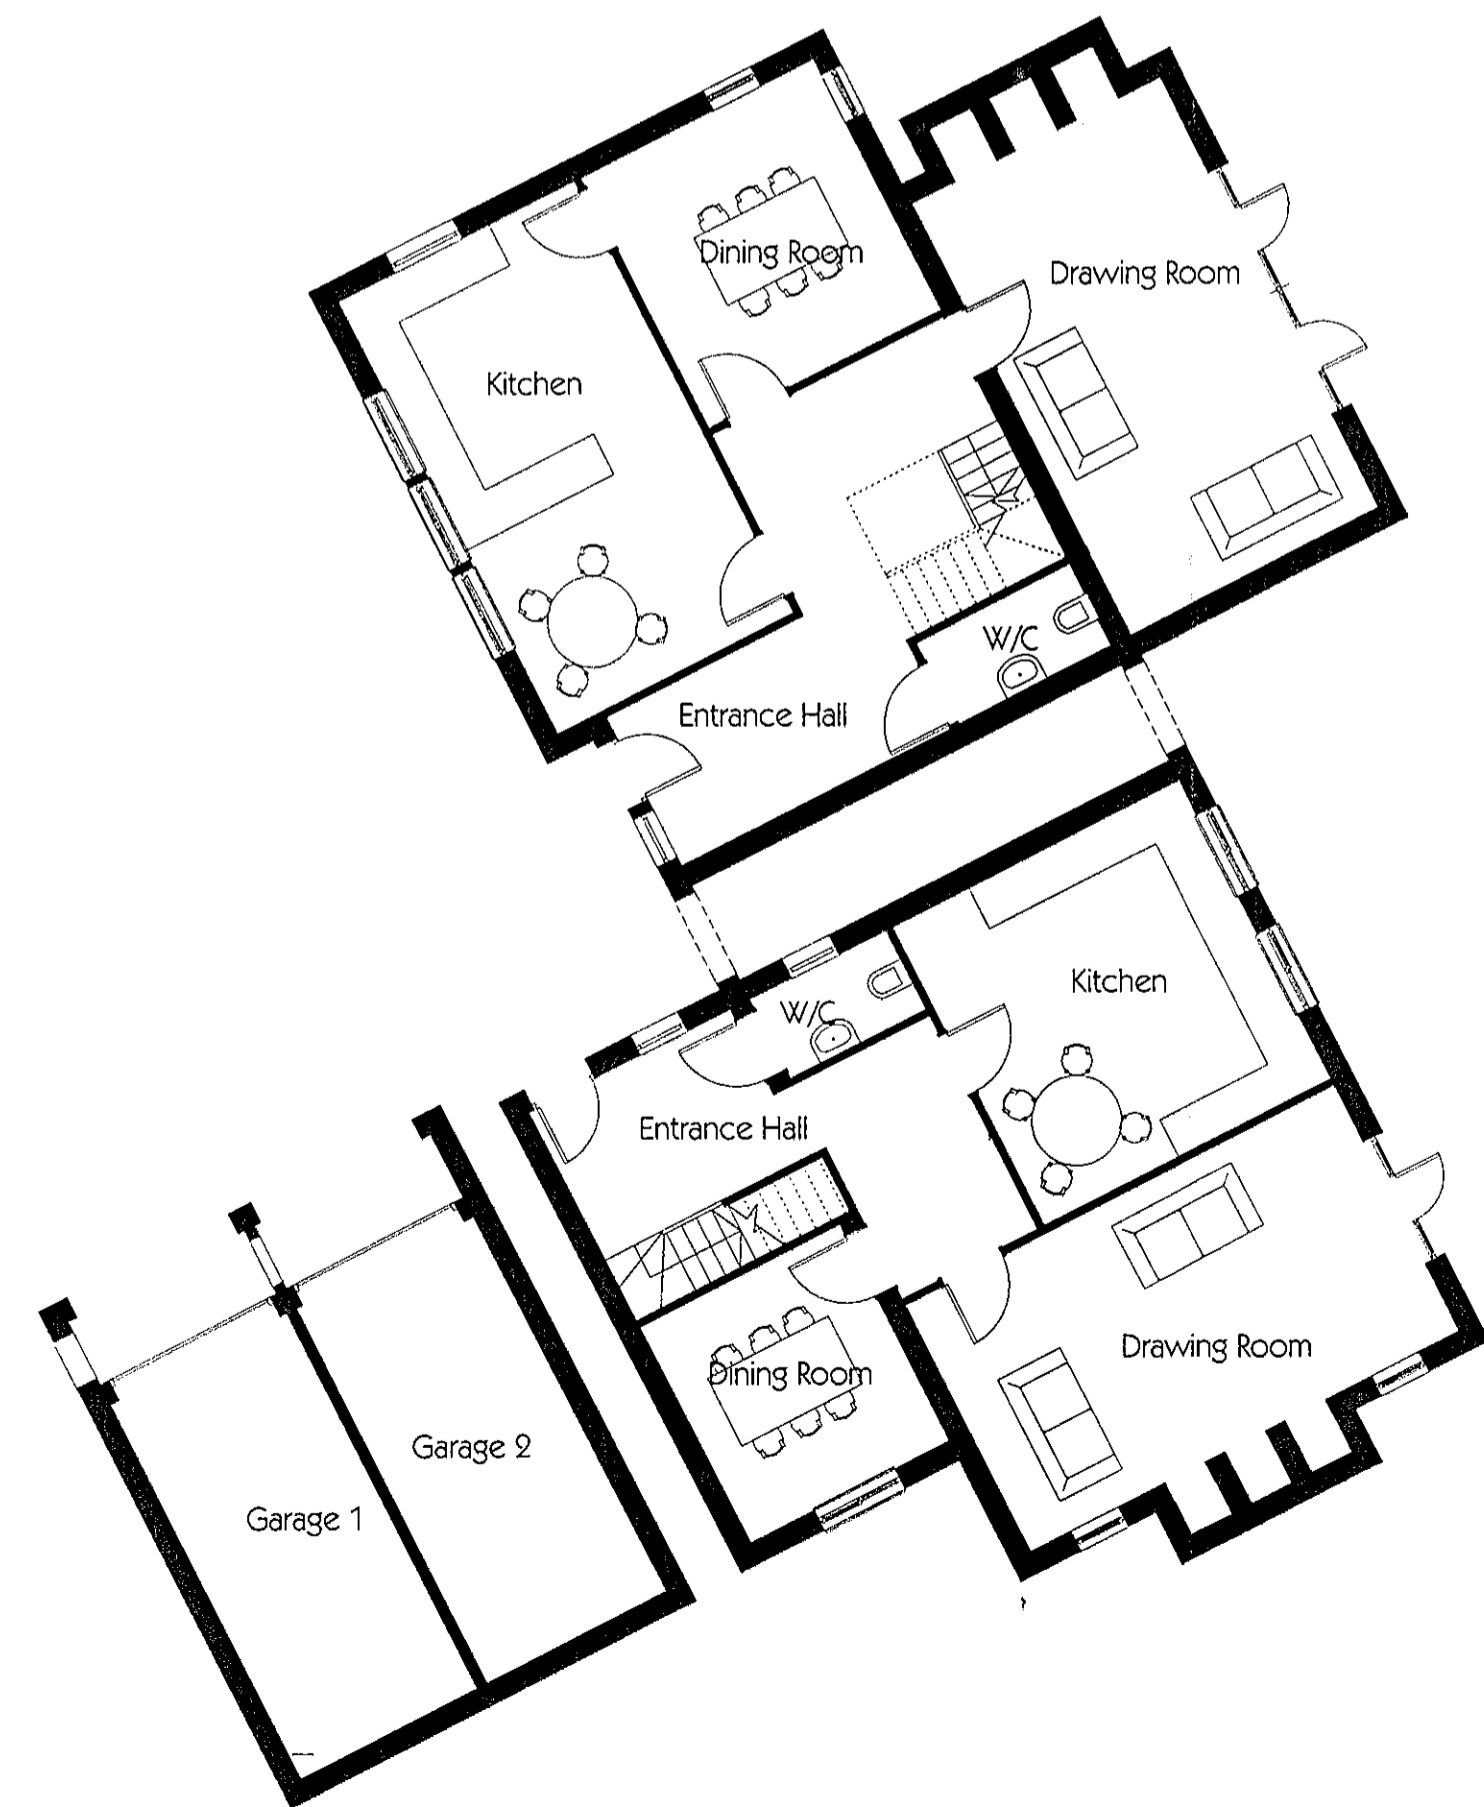 Dining Room
Drawing Room
Kitchen
W/C
Entrance Hall
Kitchen
W/C
Entrance Hall
Drawing Room
Dining Room
Garage 2
Garage 1